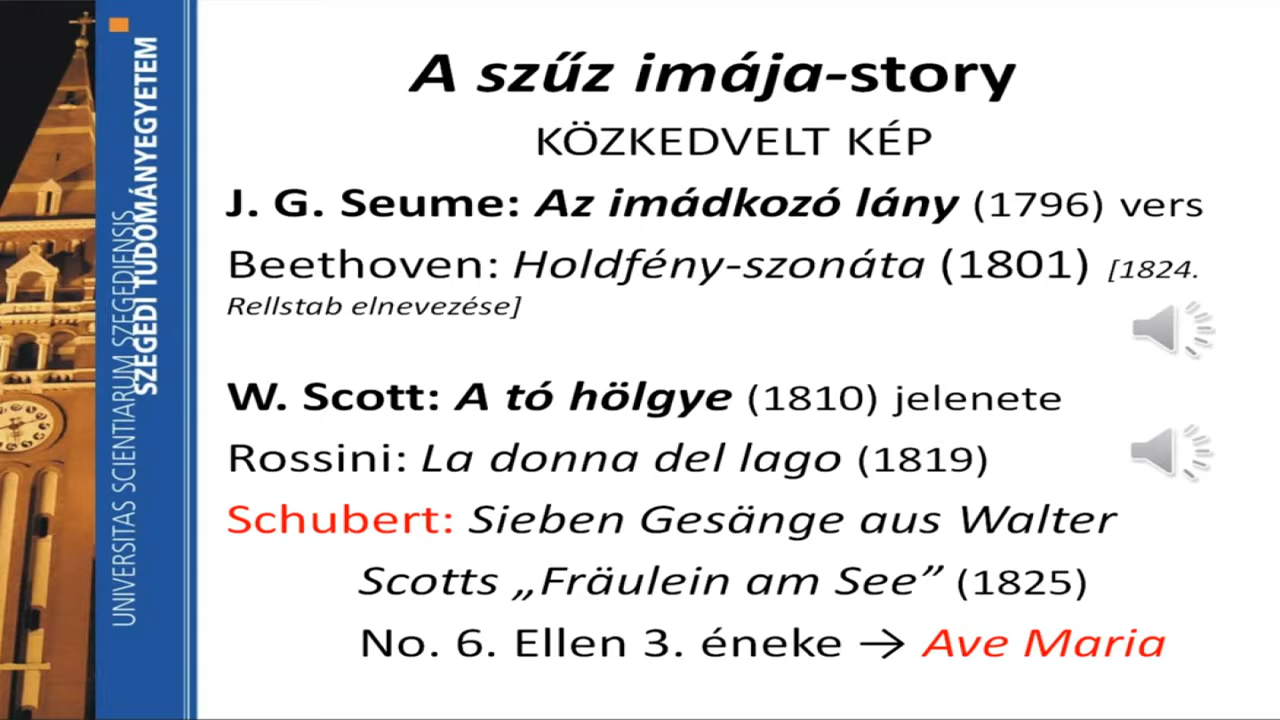 UNIVERSITAS SCIENTIARUM SZEGEDIENSIS
SZEGEDI TUDOMÁNYEGYETEM
A szűz imája-story
KÖZKEDVELT KÉP
J. G. Seume: Az imádkozó lány (1796) vers
Beethoven: Holdfény-szonáta (1801) [1824.
Rellstab elnevezése]
W. Scott: A tó hölgye (1810) jelenete
Rossini: La donna del lago (1819)
Schubert: Sieben Gesänge aus Walter
Scotts „Fräulein am See” (1825)
No. 6. Ellen 3. éneke → Ave Maria